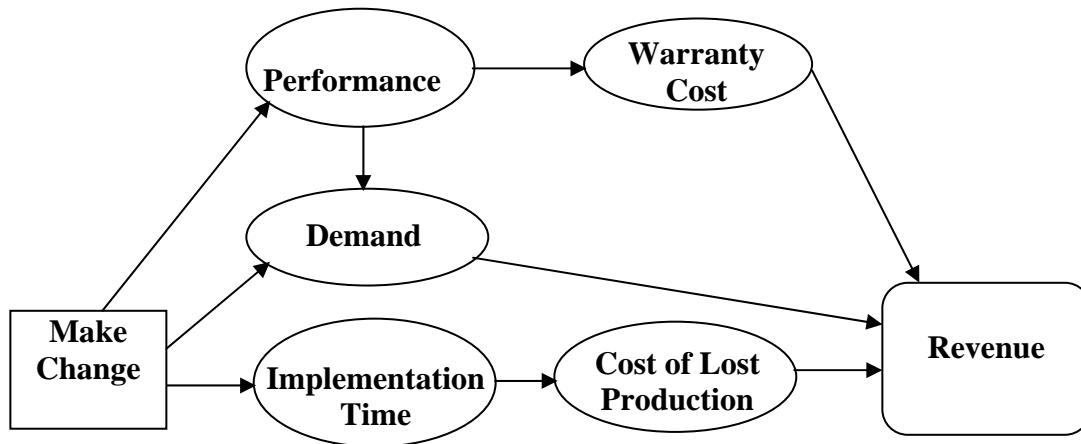 Performance
Warranty
Cost
Demand
Make
Change
Implementation
Time
Cost of Lost
Production
Revenue